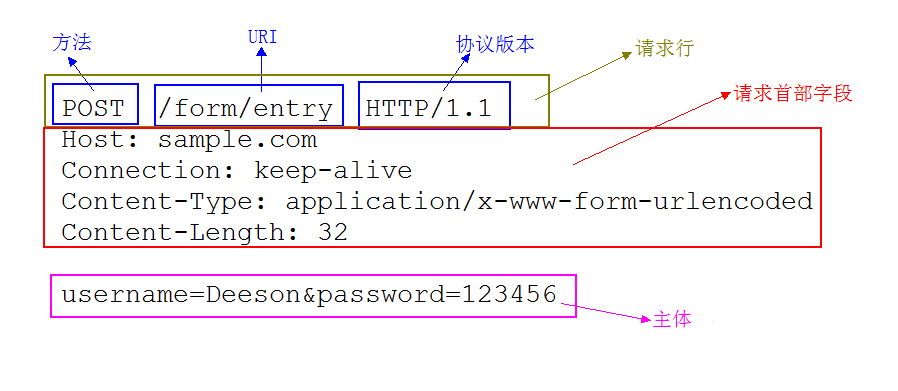 方法
URI
协议版本
请求行
POST /form/entry HTTP/1.1
请求首部字段
Host: sample.com
Connection: keep-alive
Content-Type: application/x-www-form-urlencoded
Content-Length: 32
username=Deeson&password=123456
主体